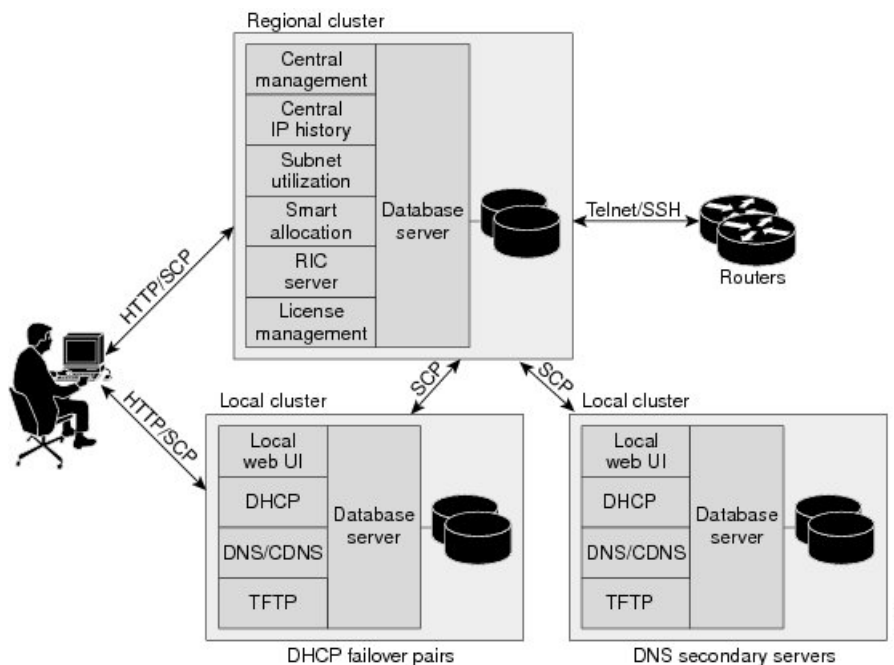 Regional cluster
Central
management
Central
IP history
Subnet
utilization
Smart
allocation
RIC
server
License
management
Database
server
Telnet/SSH
Routers
HTTP/SCP
HTTP/SCP
SCP
SCP
Local cluster
Local
web UI
DHCP
DNS/CDNS
TFTP
Database
server
DHCP failover pairs
Local cluster
Local
web UI
DHCP
DNS/CDNS
TFTP
Database
server
DNS secondary servers